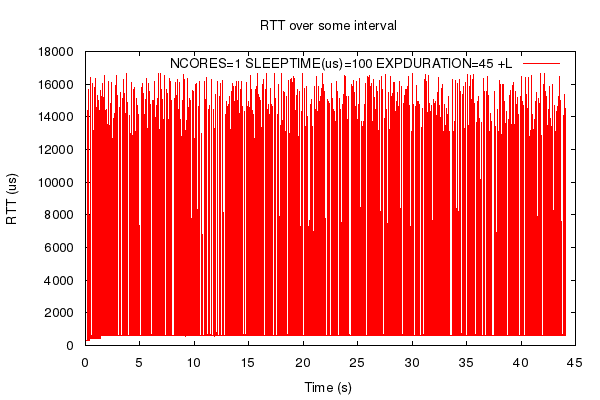 RTT over some interval
NCORES=1 SLEEPTIME(us)=100 EXPDURATION=45 +L
18000
16000
14000
12000
10000
8000
6000
4000
2000
0
RTT (us)
0 5 10 15 20 25 30 35 40 45
Time (s)